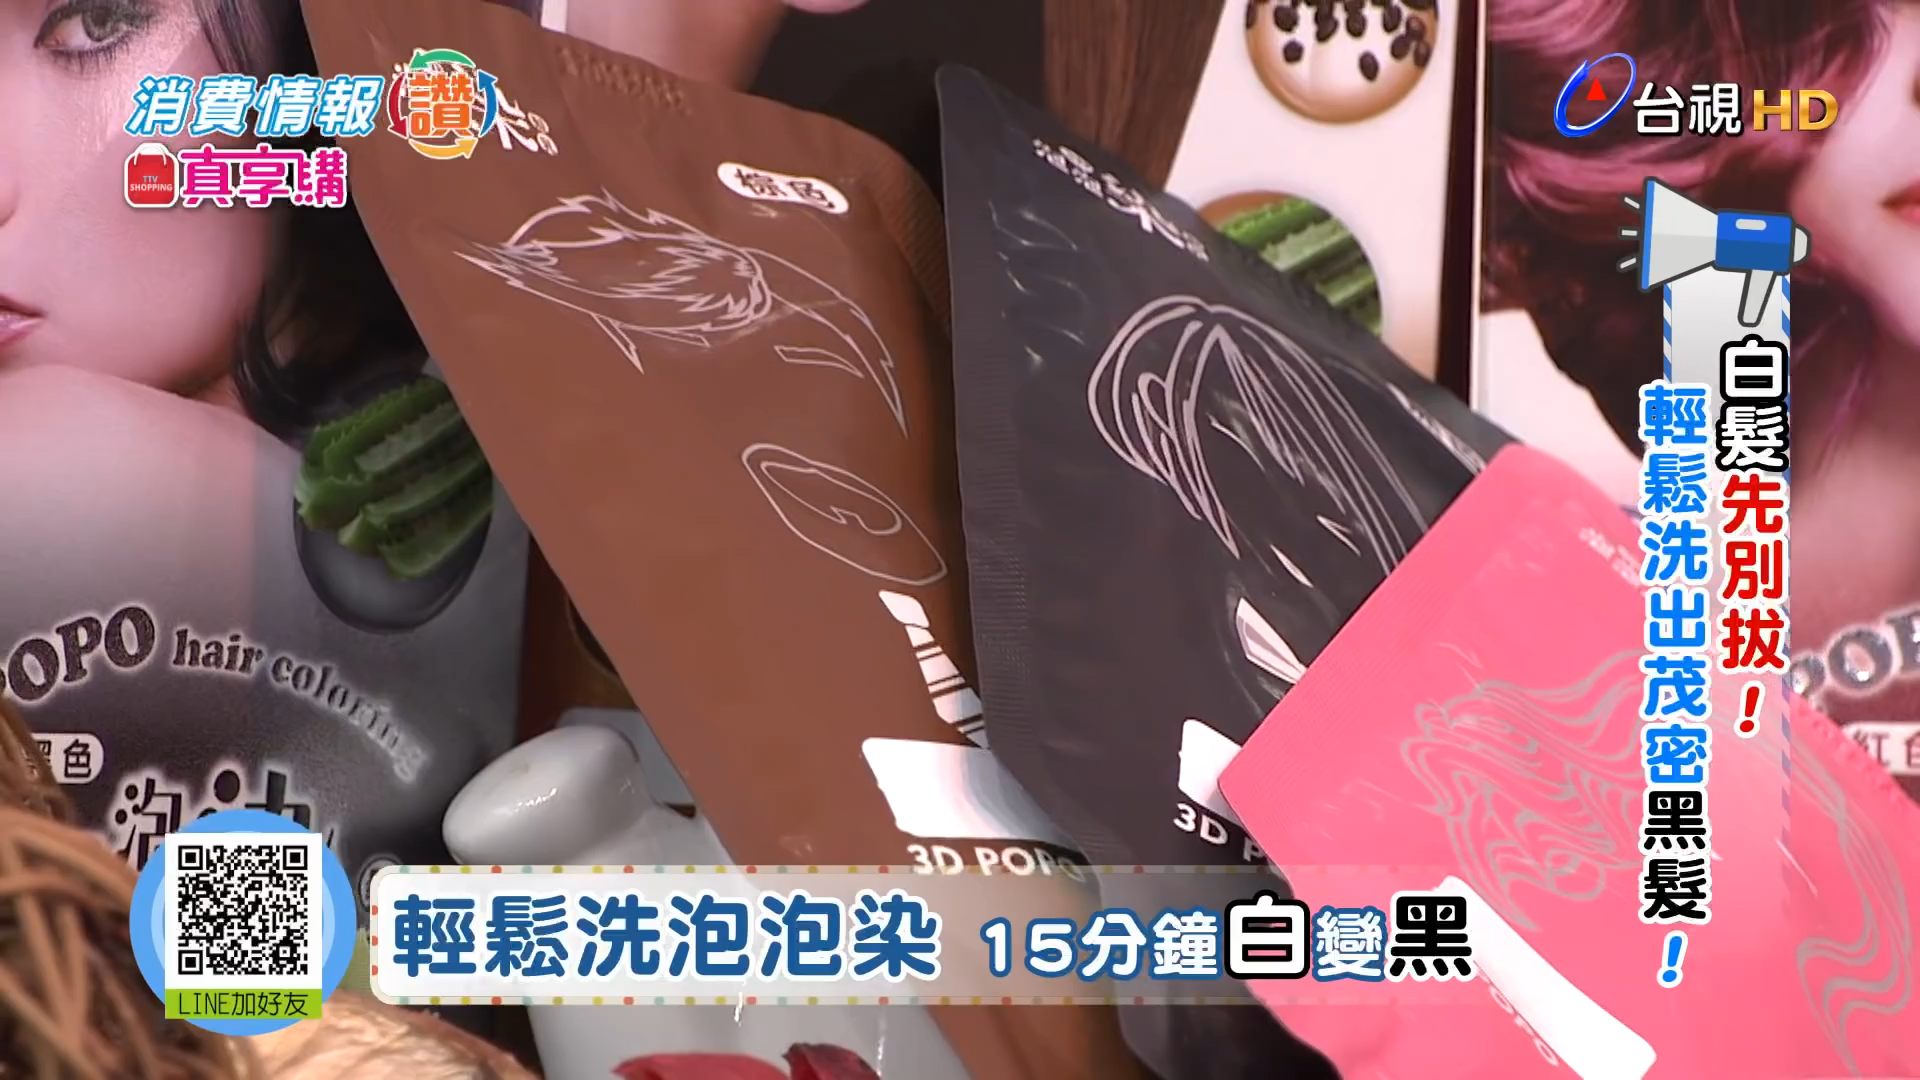 消費情報讚
TTV SHOPPING 真享購
台視HD
白髮先別拔！
輕鬆洗出茂密黑髮！
棕色
POPO hair coloring
黑色
泡
紅色
3D POPO
3D P
輕鬆洗泡泡染 15分鐘白變黑
LINE加好友